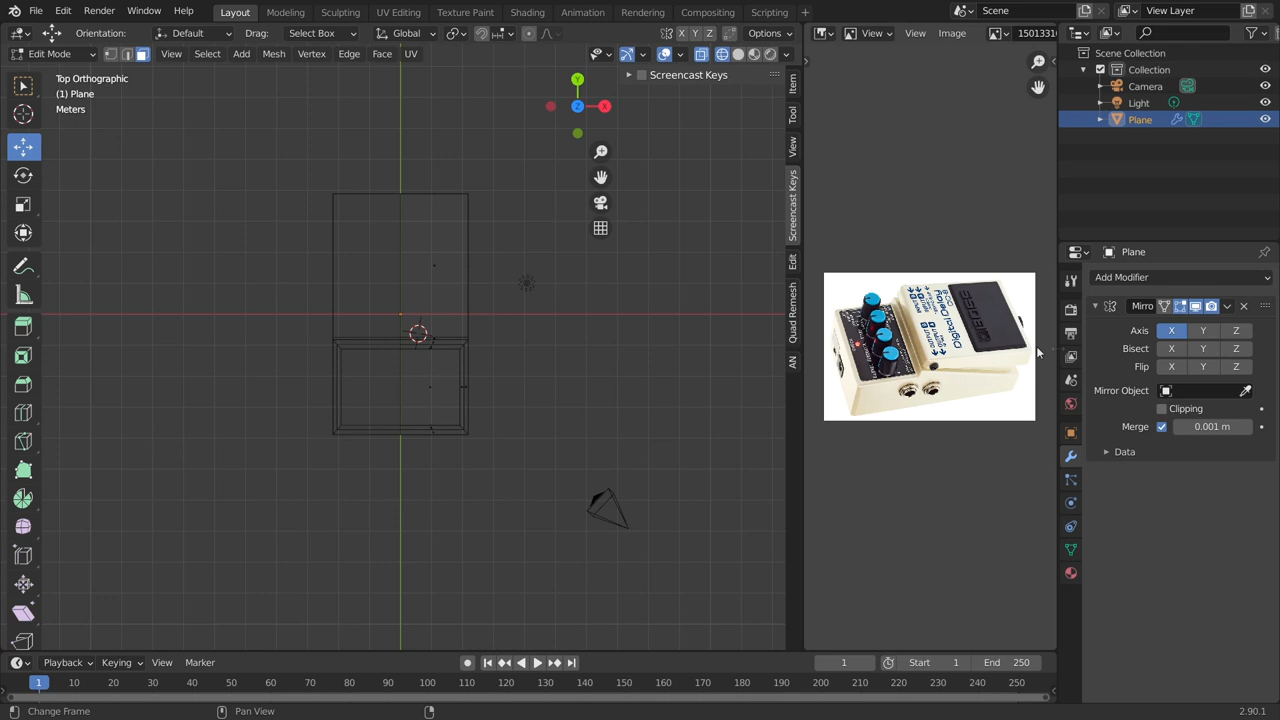 File Edit Render Window Help Layout Modeling Sculpting UV Editing Texture Paint Shading Animation Rendering Compositing Scripting + Scene View Layer
Orientation: Default Drag: Select Box Global X Y Z Options View View Image 15013310
Edit Mode View Select Add Mesh Vertex Edge Face UV Scene Collection
Top Orthographic Screencast Keys Collection
(1) Plane Camera
Meters Light
Plane
Y
Z X
Item
Tool
View
Screencast Keys
Edit
Quad Remesh
AN
Plane
Add Modifier
Mirro
Axis X Y Z
Bisect X Y Z
Flip X Y Z
Mirror Object
Clipping
Merge 0.001 m
Data
Digital Delay
BOSS
Playback Keying View Marker 1 Start 1 End 250
1 10 20 30 40 50 60 70 80 90 100 110 120 130 140 150 160 170 180 190 200 210 220 230 240 250
Change Frame Pan View 2.90.1